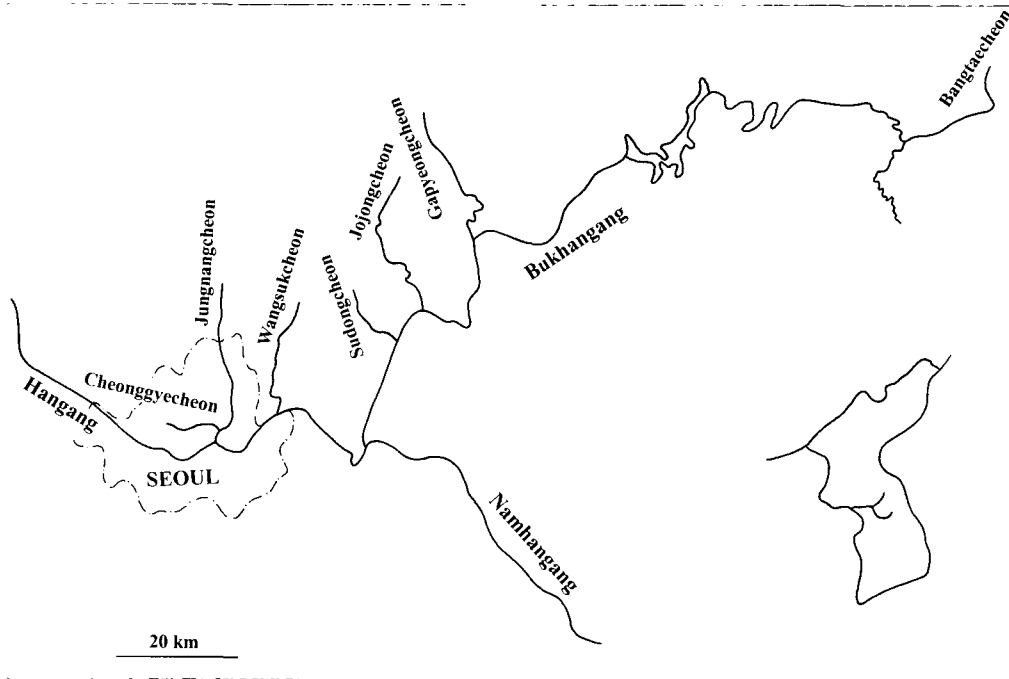 Bangtaecheon
Gapyeongcheon
Jojongcheon
Bukhangang
Jungnangcheon
Wangsukcheon
Sudongcheon
Cheonggyecheon
Hangang
SEOUL
Namhangang
20 km